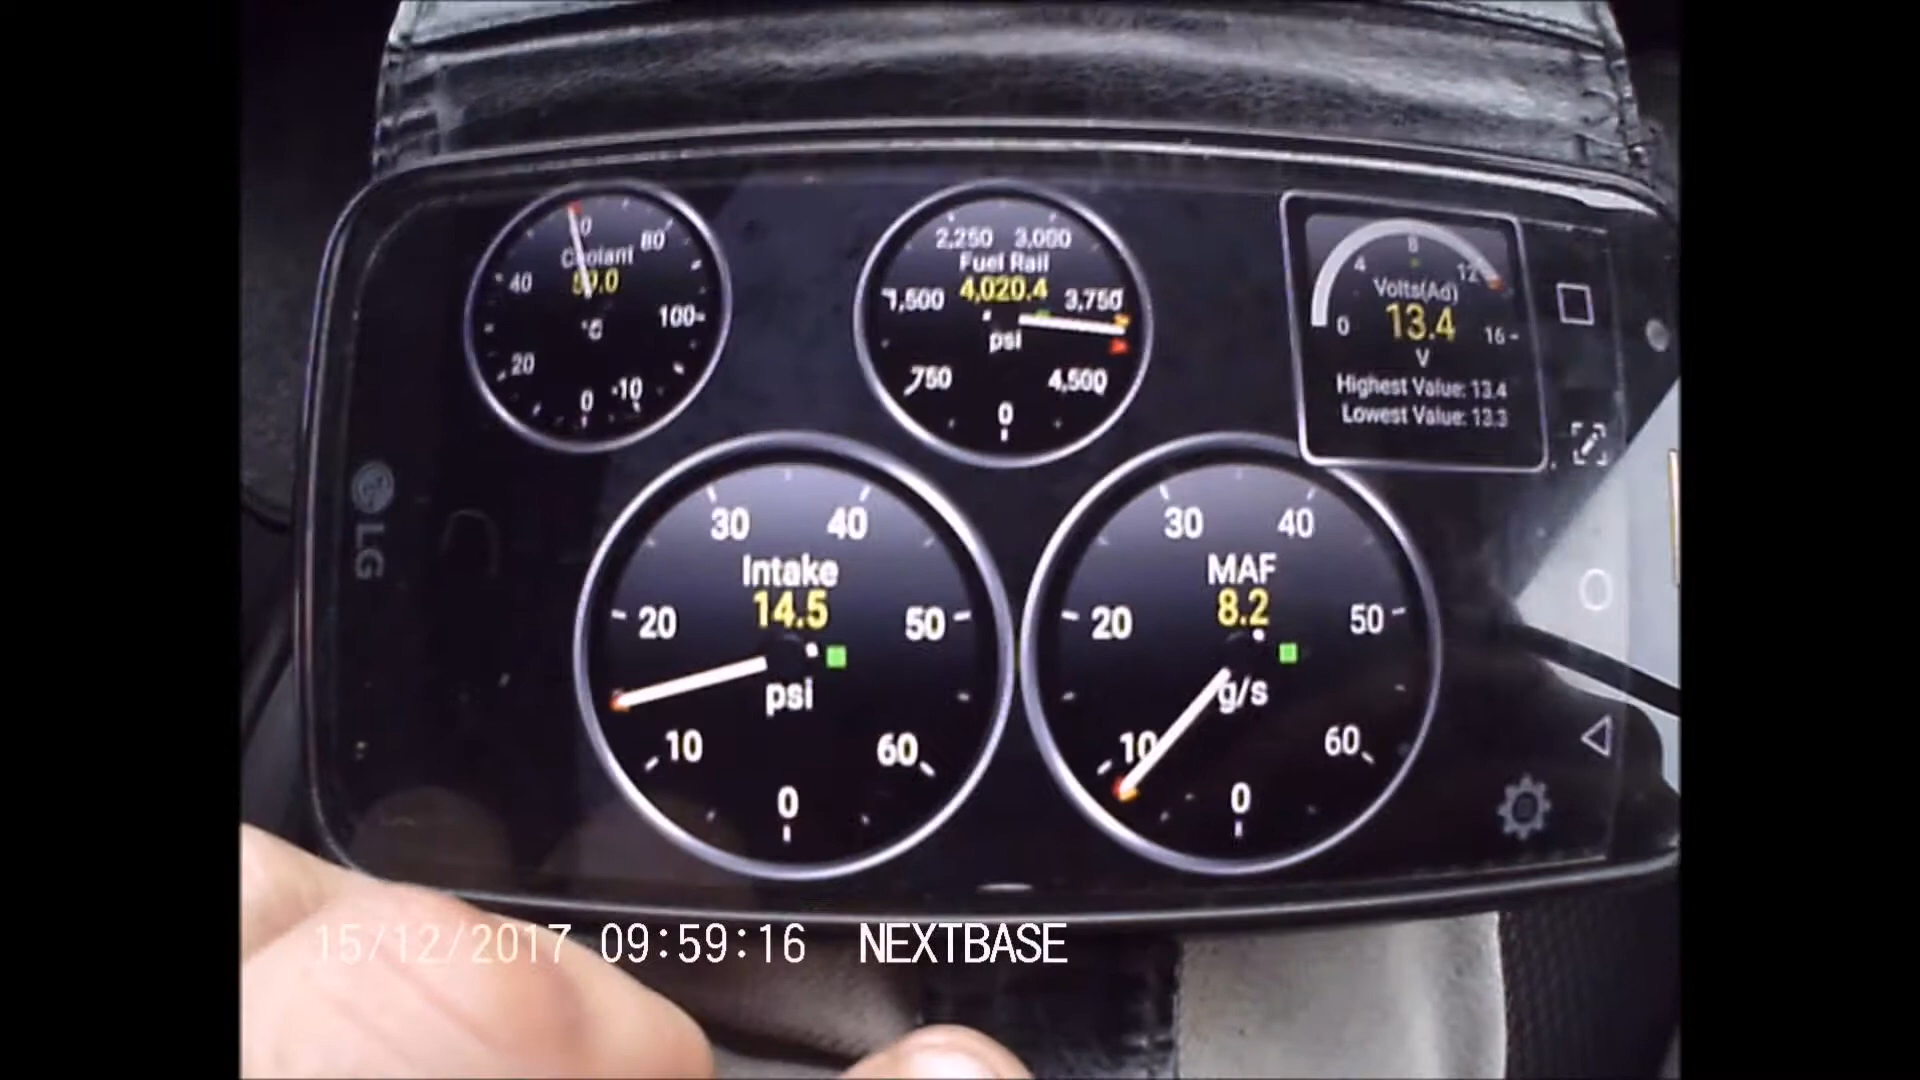 60 80
Coolant
40 59.0
°C 100
20
0 -10
2,250 3,000
Fuel Rail
1,500 4,020.4 3,750
psi
750 4,500
0
8
4 12
Volts(Ad)
0 13.4 16
V
Highest Value: 13.4
Lowest Value: 13.3
LG
30 40
Intake
14.5
20 50
psi
10 60
0
30 40
MAF
8.2
20 50
g/s
10 60
0
15/12/2017 09:59:16 NEXTBASE